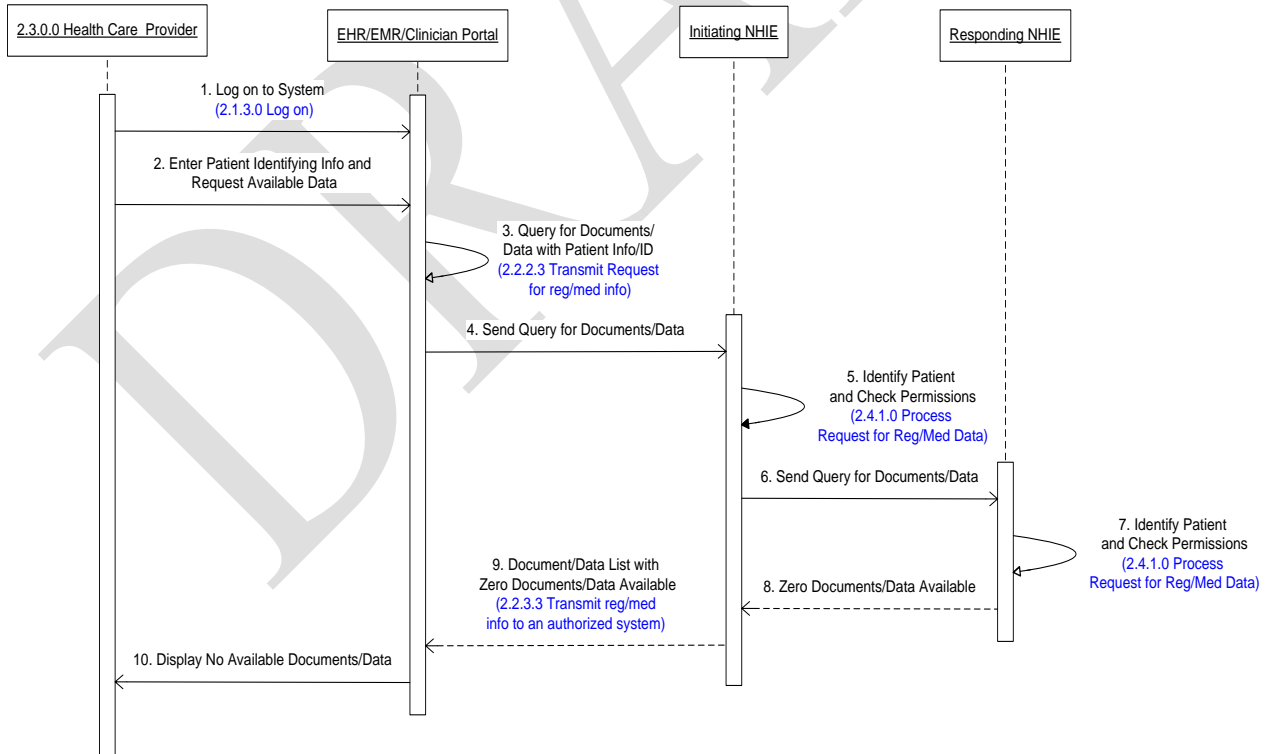 2.3.0.0 Health Care Provider
EHR/EMR/Clinician Portal
Initiating NHIE
Responding NHIE
1. Log on to System
(2.1.3.0 Log on)
2. Enter Patient Identifying Info and
Request Available Data
3. Query for Documents/
Data with Patient Info/ID
(2.2.2.3 Transmit Request
for reg/med info)
4. Send Query for Documents/Data
5. Identify Patient
and Check Permissions
(2.4.1.0 Process
Request for Reg/Med Data)
6. Send Query for Documents/Data
7. Identify Patient
and Check Permissions
(2.4.1.0 Process
Request for Reg/Med Data)
8. Zero Documents/Data Available
9. Document/Data List with
Zero Documents/Data Available
(2.2.3.3 Transmit reg/med
info to an authorized system)
10. Display No Available Documents/Data
DRA